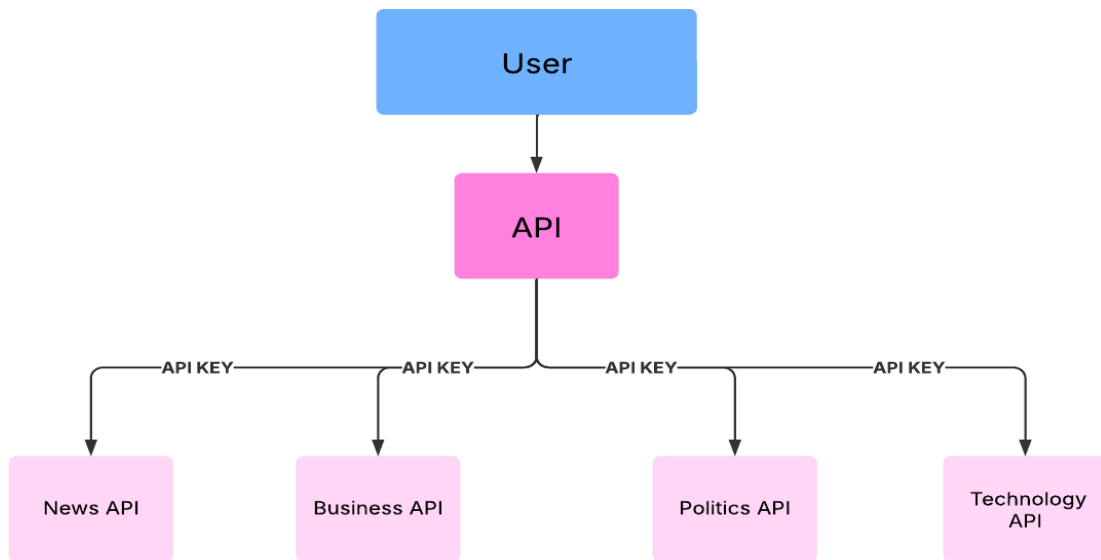 User
API
API KEY
API KEY
API KEY
API KEY
News API
Business API
Politics API
Technology
API